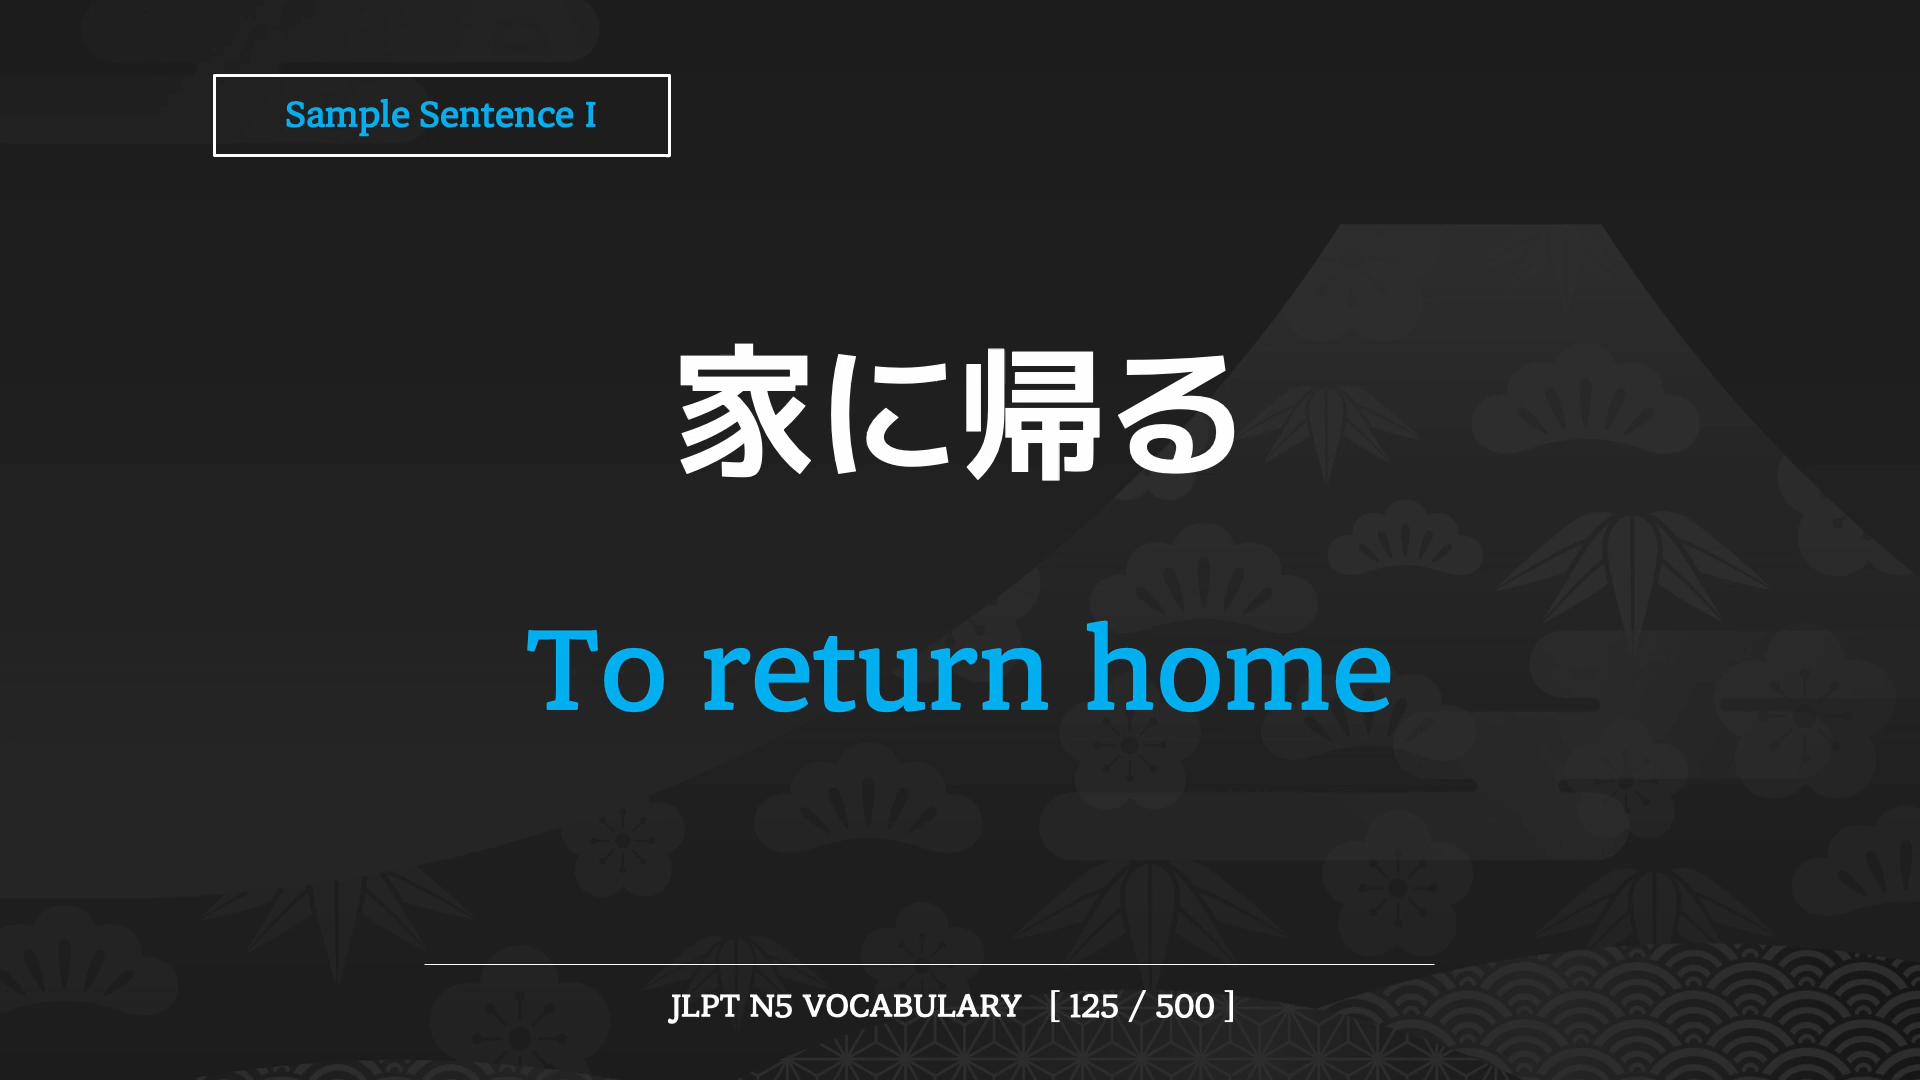 Sample Sentence I
家に帰る
To return home
JLPT N5 VOCABULARY [ 125 / 500 ]